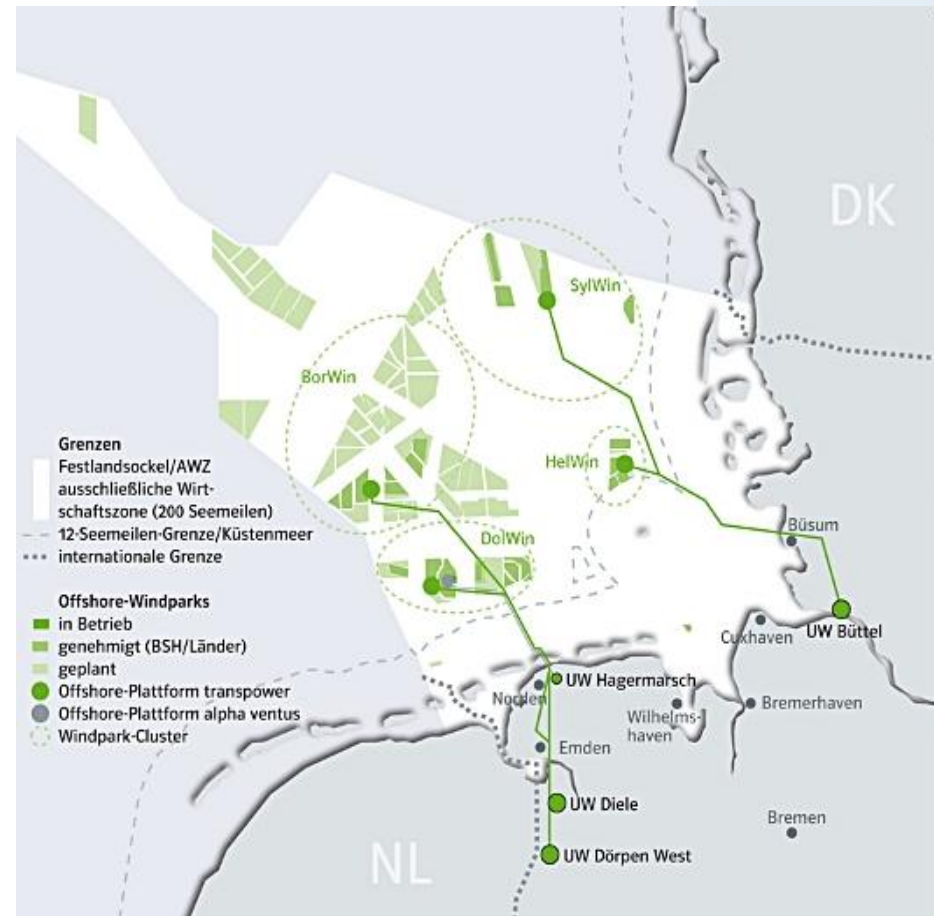 DK
SylWin
BorWin
HelWin
DolWin
Büsum
Cuxhaven
UW Büttel
UW Hagermarsch
Norden
Wilhelms-
haven
Bremerhaven
Emden
UW Diele
Bremen
UW Dörpen West
NL
Grenzen
Festlandsockel/AWZ
ausschließliche Wirt-
schaftszone (200 Seemeilen)
12-Seemeilen-Grenze/Küstenmeer
internationale Grenze
Offshore-Windparks
in Betrieb
genehmigt (BSH/Länder)
geplant
Offshore-Plattform transpower
Offshore-Plattform alpha ventus
Windpark-Cluster